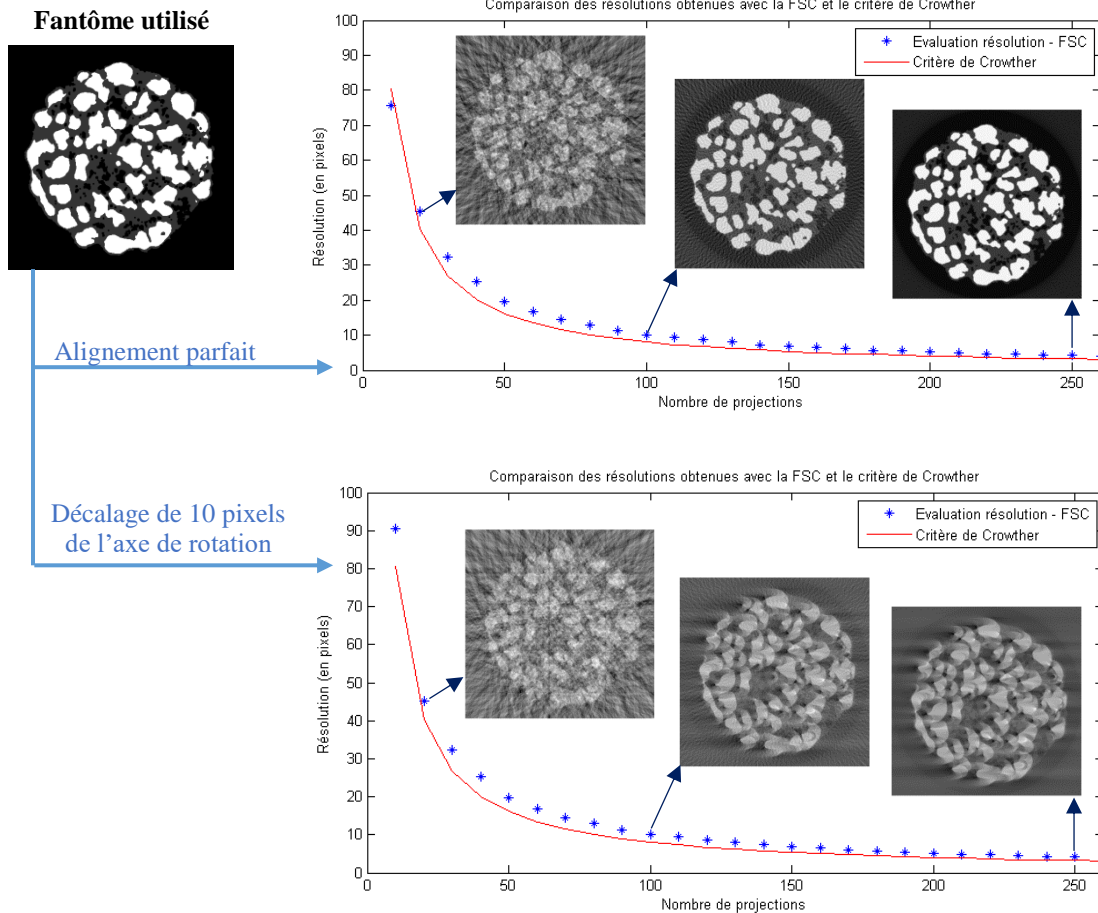 Fantôme utilisé
Comparaison des résolutions obtenues avec la FSC et le critère de Crowther
Evaluation résolution - FSC
Critère de Crowther
Résolution (en pixels)
100
90
80
70
60
50
40
30
20
10
0
0
50
100
150
200
250
Nombre de projections
Alignement parfait
Décalage de 10 pixels
de l'axe de rotation
Comparaison des résolutions obtenues avec la FSC et le critère de Crowther
Evaluation résolution - FSC
Critère de Crowther
Résolution (en pixels)
100
90
80
70
60
50
40
30
20
10
0
0
50
100
150
200
250
Nombre de projections